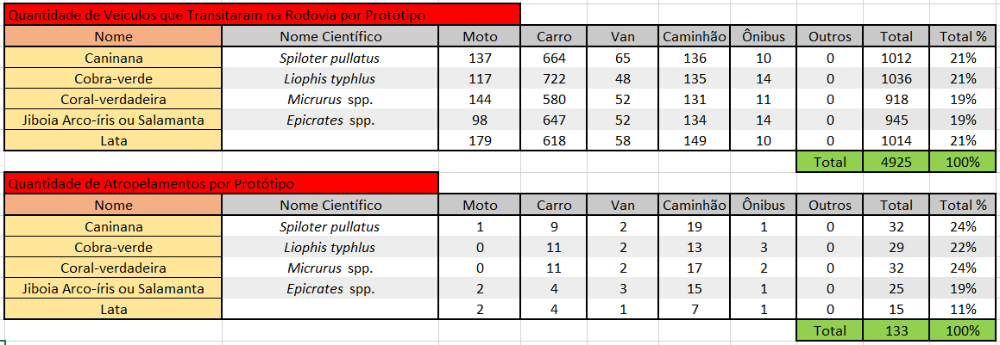 Quantidade de Veículos que Transitaram na Rodovia por Protótipo
Nome Nome Científico Moto Carro Van Caminhão Ônibus Outros Total Total %
Caninana Spiloter pullatus 137 664 65 136 10 0 1012 21%
Cobra-verde Liophis typhlus 117 722 48 135 14 0 1036 21%
Coral-verdadeira Micrurus spp. 144 580 52 131 11 0 918 19%
Jiboia Arco-íris ou Salamanta Epicrates spp. 98 647 52 134 14 0 945 19%
Lata 179 618 58 149 10 0 1014 21%
Total 4925 100%
Quantidade de Atropelamentos por Protótipo
Nome Nome Científico Moto Carro Van Caminhão Ônibus Outros Total Total %
Caninana Spiloter pullatus 1 9 2 19 1 0 32 24%
Cobra-verde Liophis typhlus 0 11 2 13 3 0 29 22%
Coral-verdadeira Micrurus spp. 0 11 2 17 2 0 32 24%
Jiboia Arco-íris ou Salamanta Epicrates spp. 2 4 3 15 1 0 25 19%
Lata 2 4 1 7 1 0 15 11%
Total 133 100%